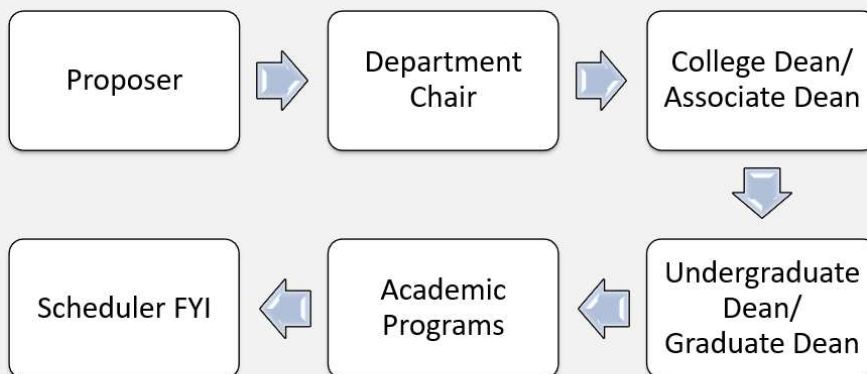 Proposer
Department
Chair
College Dean/
Associate Dean
Undergraduate
Dean/
Graduate Dean
Academic
Programs
Scheduler FYI